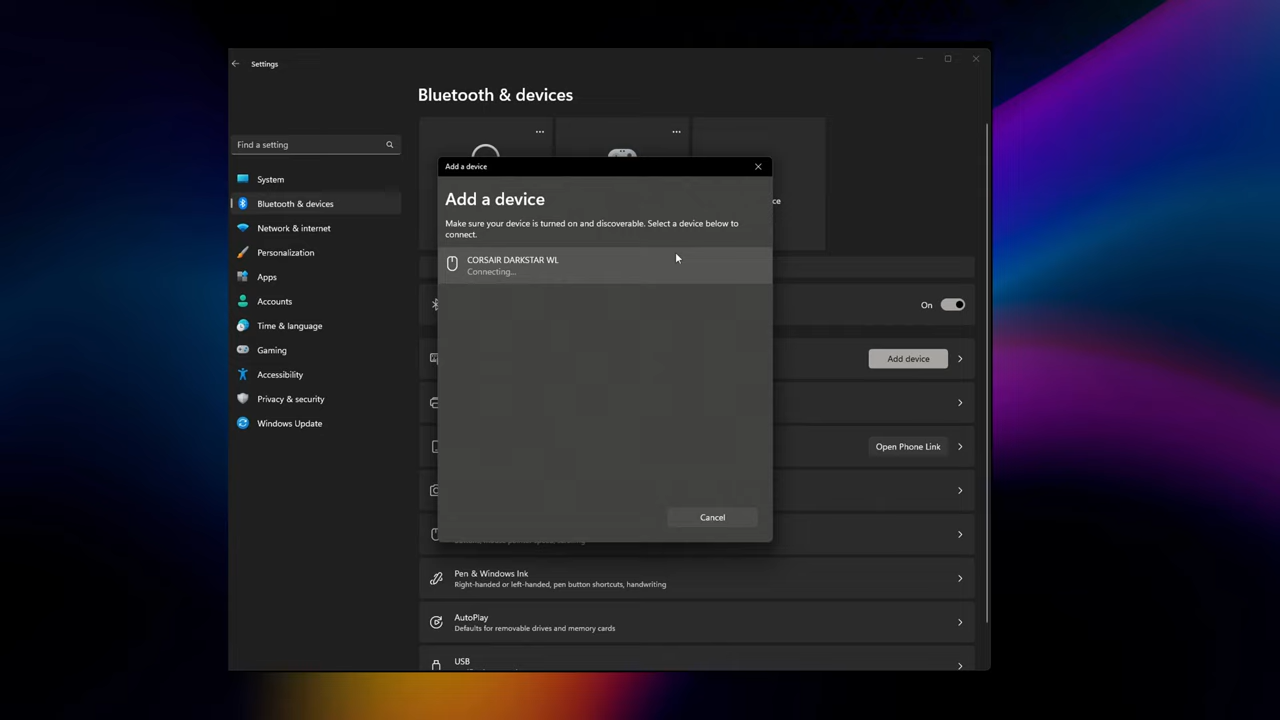 Settings
Bluetooth & devices
Find a setting
System
Bluetooth & devices
Network & internet
Personalization
Apps
Accounts
Time & language
Gaming
Accessibility
Privacy & security
Windows Update
Add a device
Add a device
Make sure your device is turned on and discoverable. Select a device below to
connect.
CORSAIR DARKSTAR WL
Connecting...
Cancel
On
Add device
Open Phone Link
Pen & Windows Ink
Right-handed or left-handed, pen button shortcuts, handwriting
AutoPlay
Defaults for removable drives and memory cards
USB